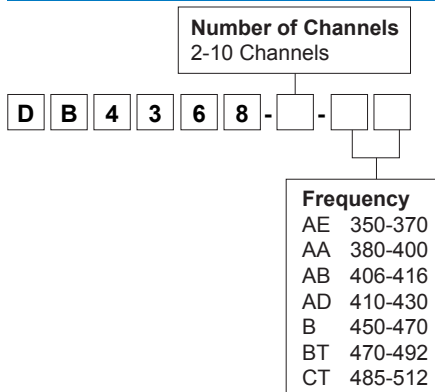 Number of Channels
2-10 Channels
D B 4 3 6 8 - -
Frequency
AE 350-370
AA 380-400
AB 406-416
AD 410-430
B 450-470
BT 470-492
CT 485-512